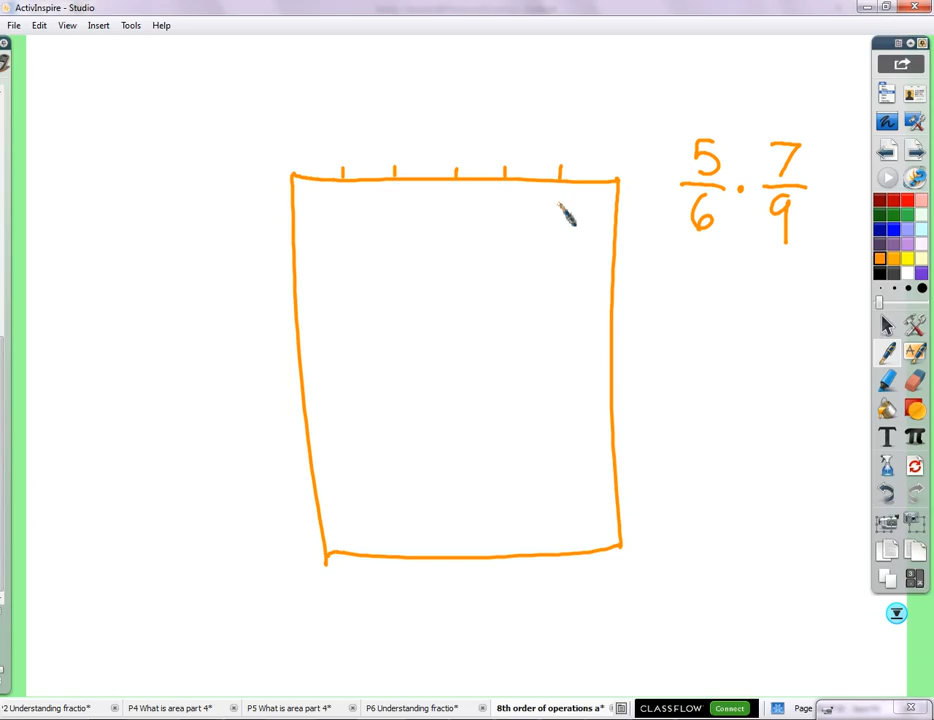 ActivInspire - Studio
File Edit View Insert Tools Help
5/6 · 7/9
'2 Understanding fractio* P4 What is area part 4* P5 What is area part 4* P6 Understanding fractio* 8th order of operations a* CLASSFLOW Connect Page